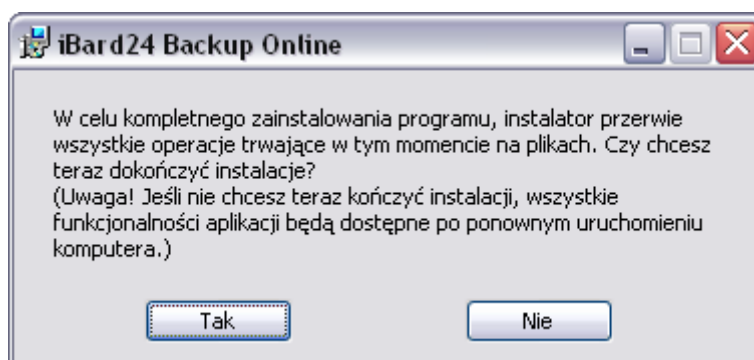 iBard24 Backup Online
W celu kompletnego zainstalowania programu, instalator przerwie
wszystkie operacje trwające w tym momencie na plikach. Czy chcesz
teraz dokończyć instalacje?
(Uwaga! Jeśli nie chcesz teraz kończyć instalacji, wszystkie
funkcjonalności aplikacji będą dostępne po ponownym uruchomieniu
komputera.)
Tak
Nie